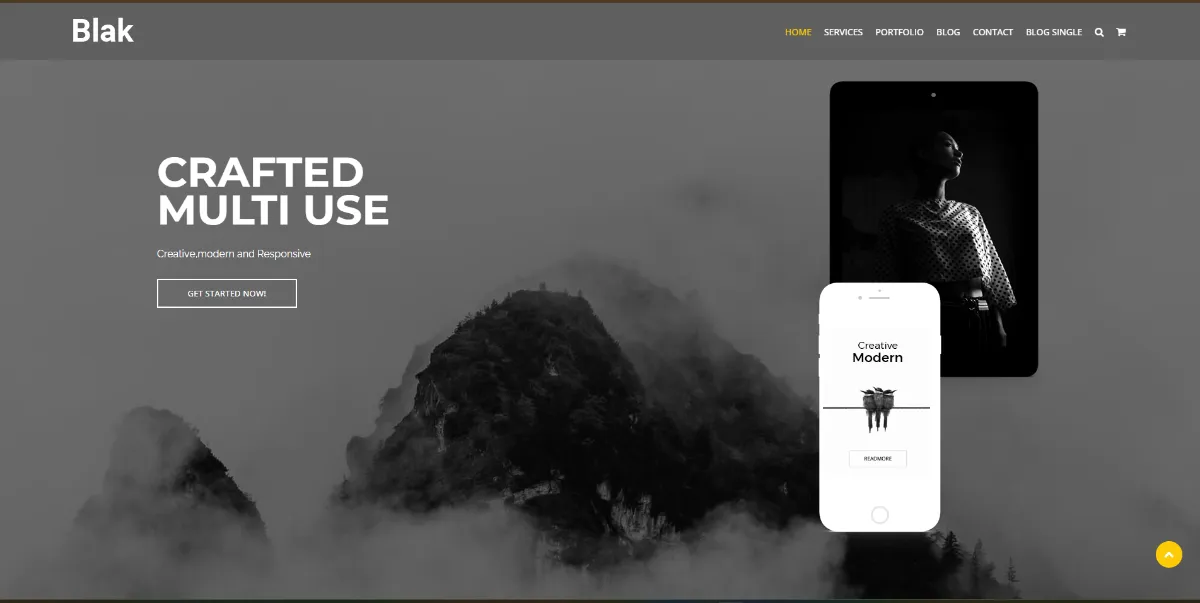 Blak
HOME SERVICES PORTFOLIO BLOG CONTACT BLOG SINGLE
CRAFTED
MULTI USE
Creative,modern and Responsive
GET STARTED NOW!
Creative
Modern
READMORE